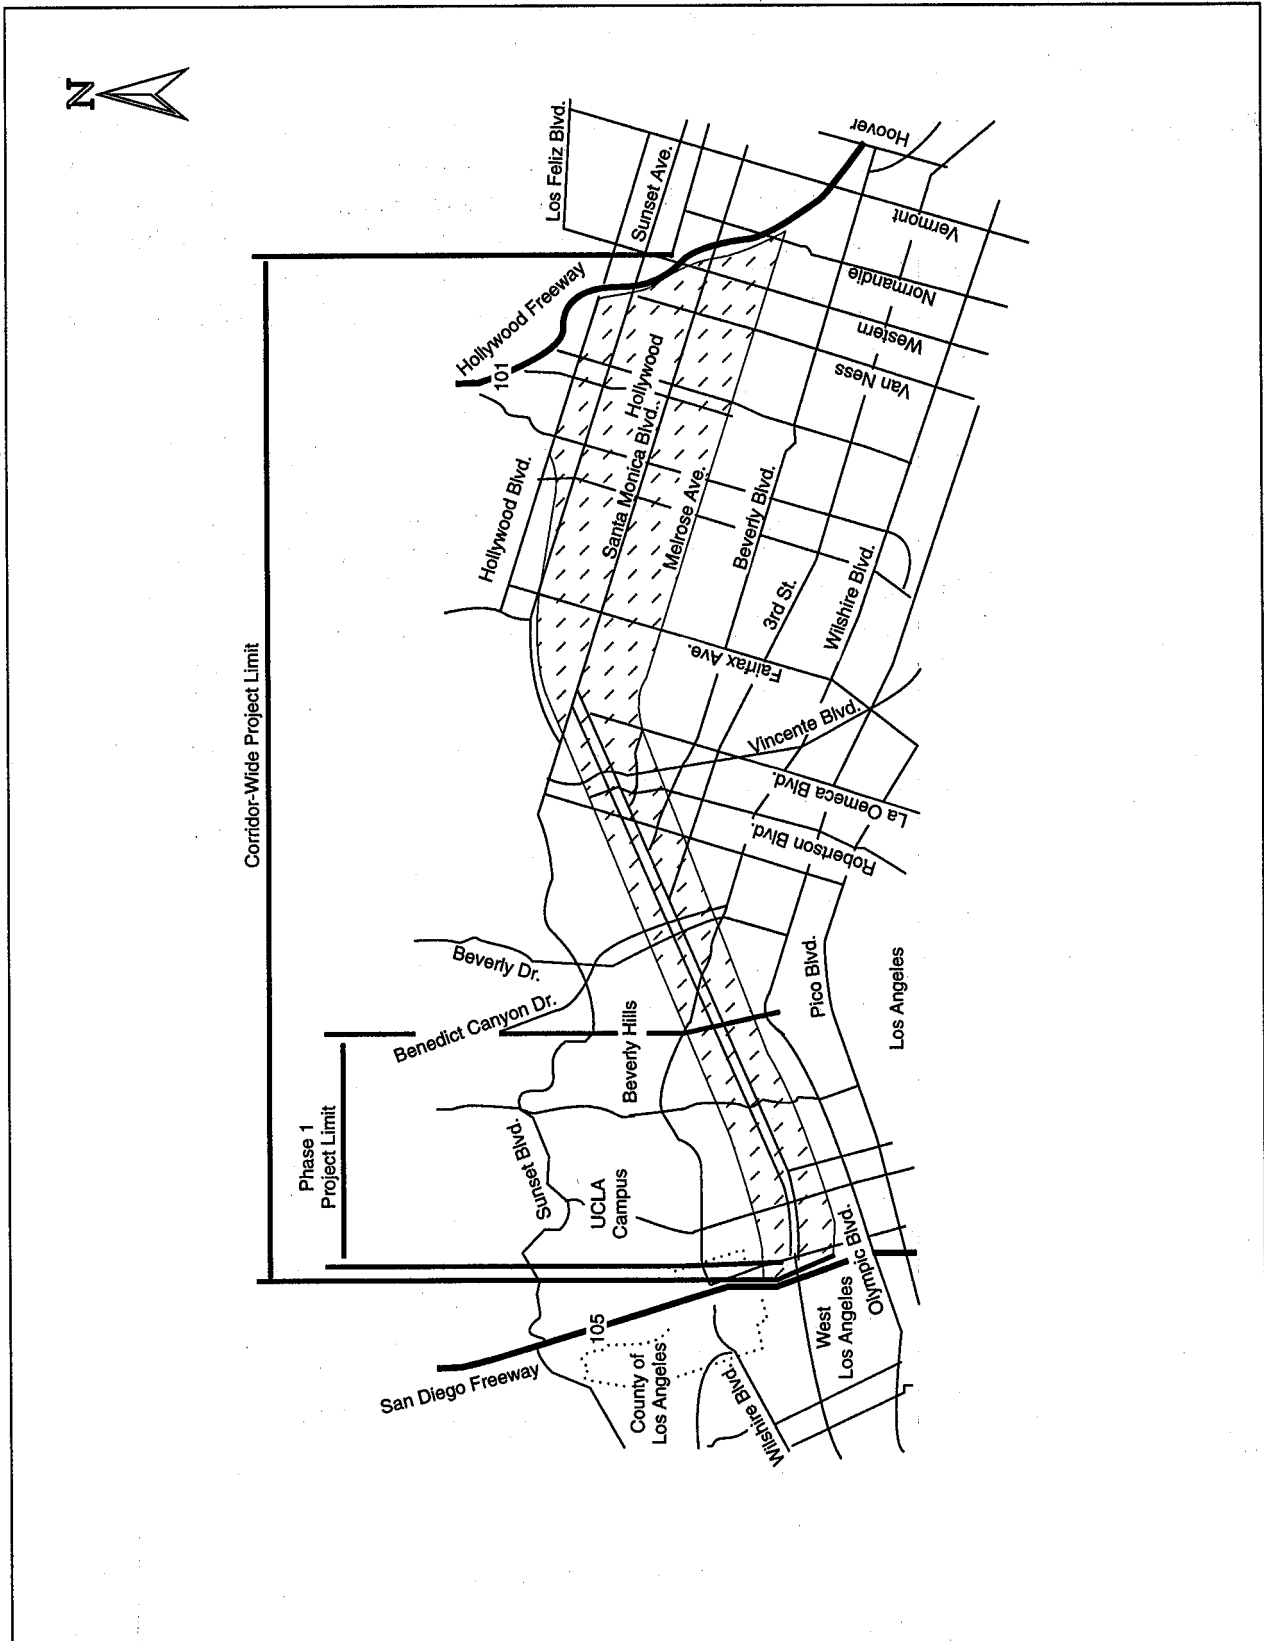 N
Corridor-Wide Project Limit
Phase 1
Project Limit
San Diego Freeway
105
County of
Los Angeles
Wilshire Blvd.
West
Los Angeles
Olympic Blvd.
Sunset Blvd.
UCLA
Campus
Benedict Canyon Dr.
Beverly Hills
Beverly Dr.
Pico Blvd.
Los Angeles
Robertson Blvd.
La Oemeca Blvd.
Vincente Blvd.
Fairfax Ave.
Hollywood Blvd.
Santa Monica Blvd.
Hollywood
Melrose Ave.
Beverly Blvd.
3rd St.
Wilshire Blvd.
Hollywood Freeway
101
Los Feliz Blvd.
Sunset Ave.
Van Ness
Western
Normandie
Vermont
Hoover